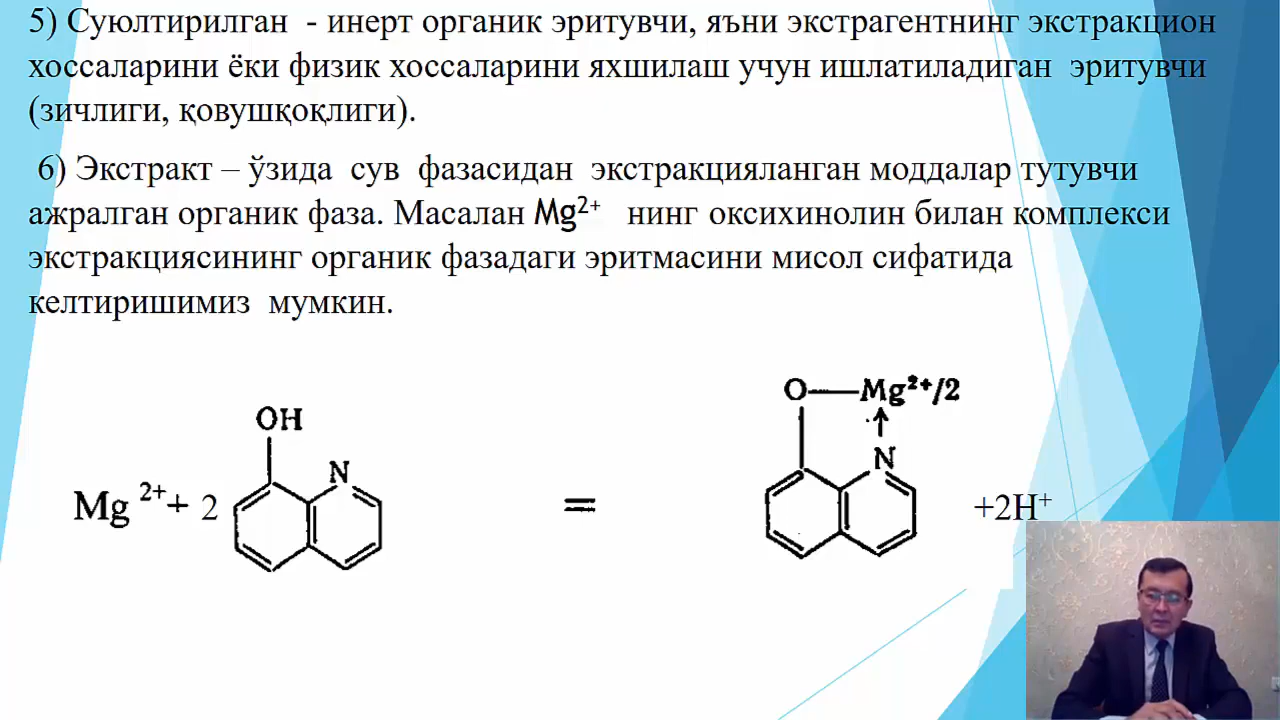 5) Суюлтирилган - инерт органик эритувчи, яъни экстрагентнинг экстракцион
хоссаларини ёки физик хоссаларини яхшилаш учун ишлатиладиган эритувчи
(зичлиги, қовушқоқлиги).
6) Экстракт – ўзида сув фазасидан экстракцияланган моддалар тутувчи
ажралган органик фаза. Масалан Mg²⁺ нинг оксихинолин билан комплекси
экстракциясининг органик фазадаги эритмасини мисол сифатида
келтиришимиз мумкин.
O — Mg²⁺/2
OH
N
N
Mg ²⁺ + 2 = +2H⁺